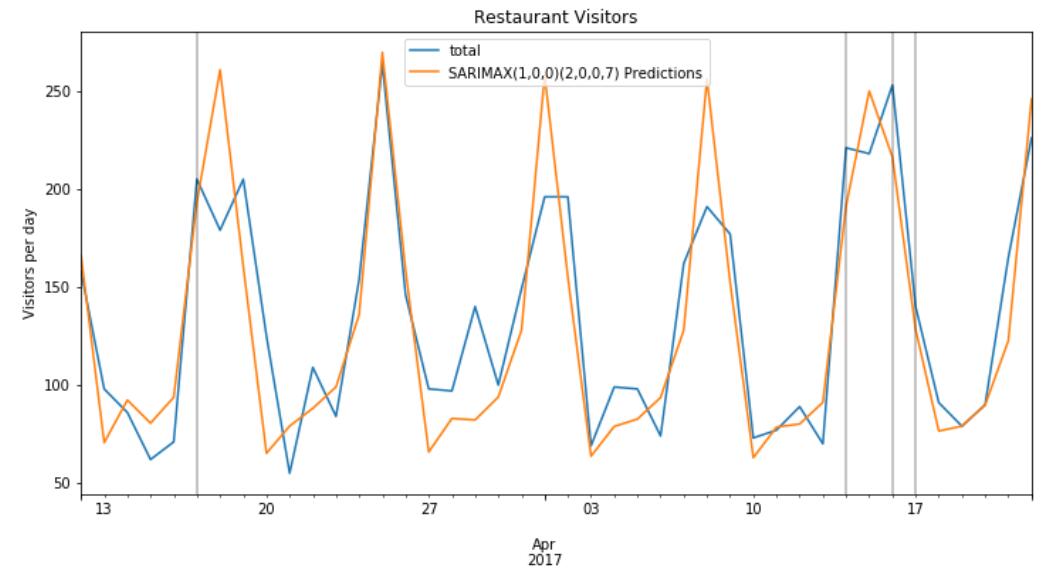 Restaurant Visitors
total
SARIMAX(1,0,0)(2,0,0,7) Predictions
Visitors per day
250
200
150
100
50
13
20
27
03
10
17
Apr
2017